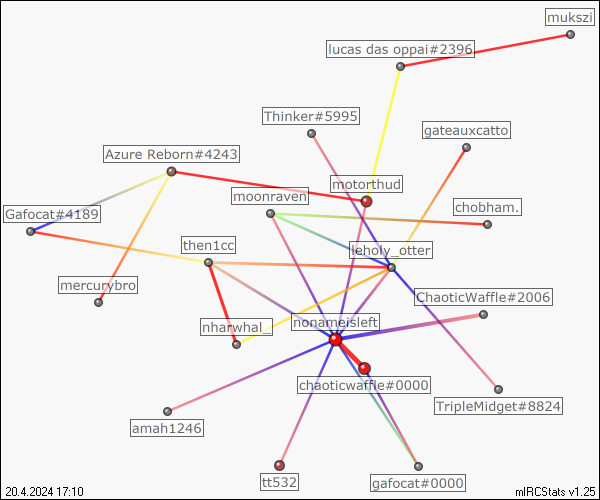 mukszi
lucas das oppai#2396
Thinker#5995
gateauxcatto
Azure Reborn#4243
motorthud
moonraven
chobham.
Gafocat#4189
then1cc
leholy_otter
mercurybro
ChaoticWaffle#2006
nharwhal_
nonameisleft
chaoticwaffle#0000
TripleMidget#8824
amah1246
tt532
gafocat#0000
20.4.2024 17:10
mIRCStats v1.25